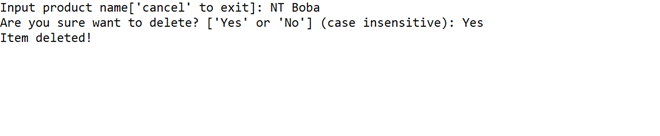 Input product name['cancel' to exit]: NT Boba
Are you sure want to delete? ['Yes' or 'No'] (case insensitive): Yes
Item deleted!